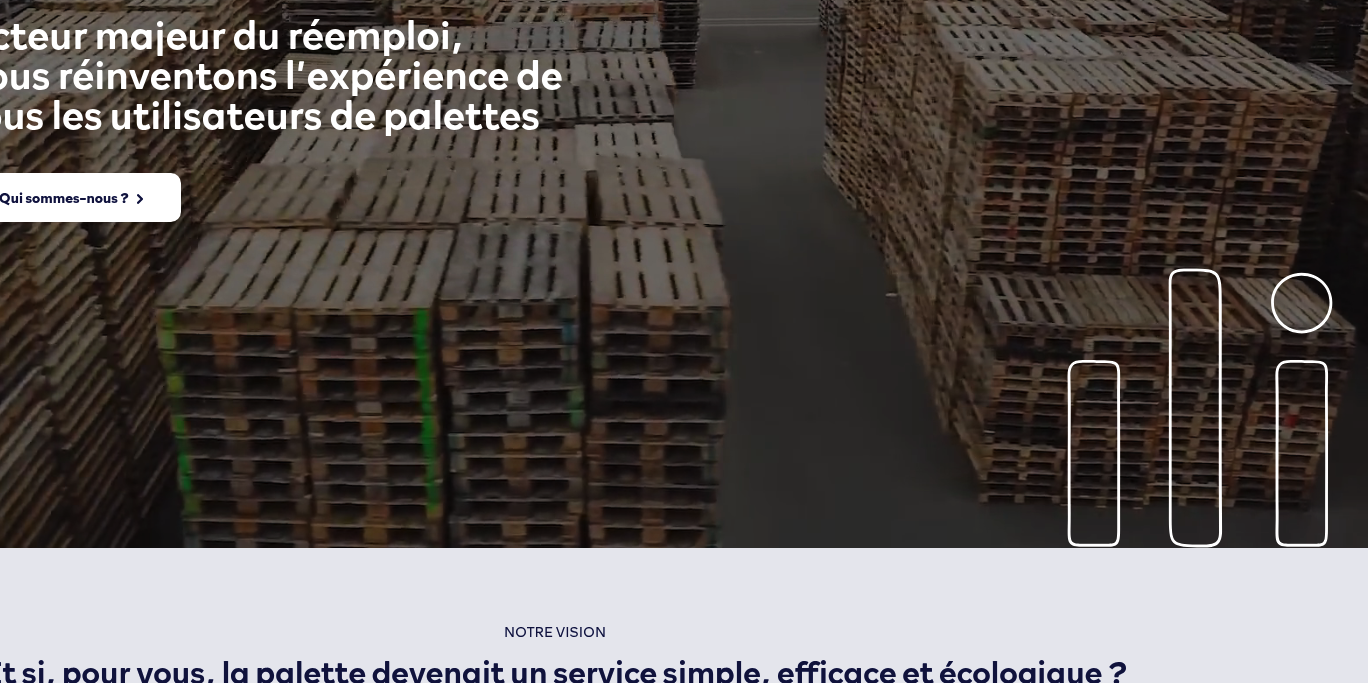 cteur majeur du réemploi,
ous réinventons l'expérience de
ous les utilisateurs de palettes
Qui sommes-nous ?
NOTRE VISION
t si, pour vous, la palette devenait un service simple, efficace et écologique ?